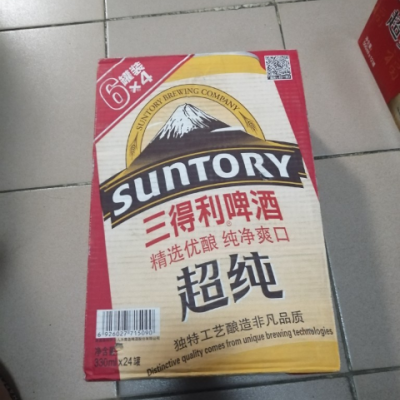 6罐装×4
SUNTORY BREWING COMPANY
SUNTORY
三得利啤酒
精选优酿 纯净爽口
超纯
独特工艺酿造非凡品质
Distinctive quality comes from unique brewing technologies
6926027715090
330ml×24罐